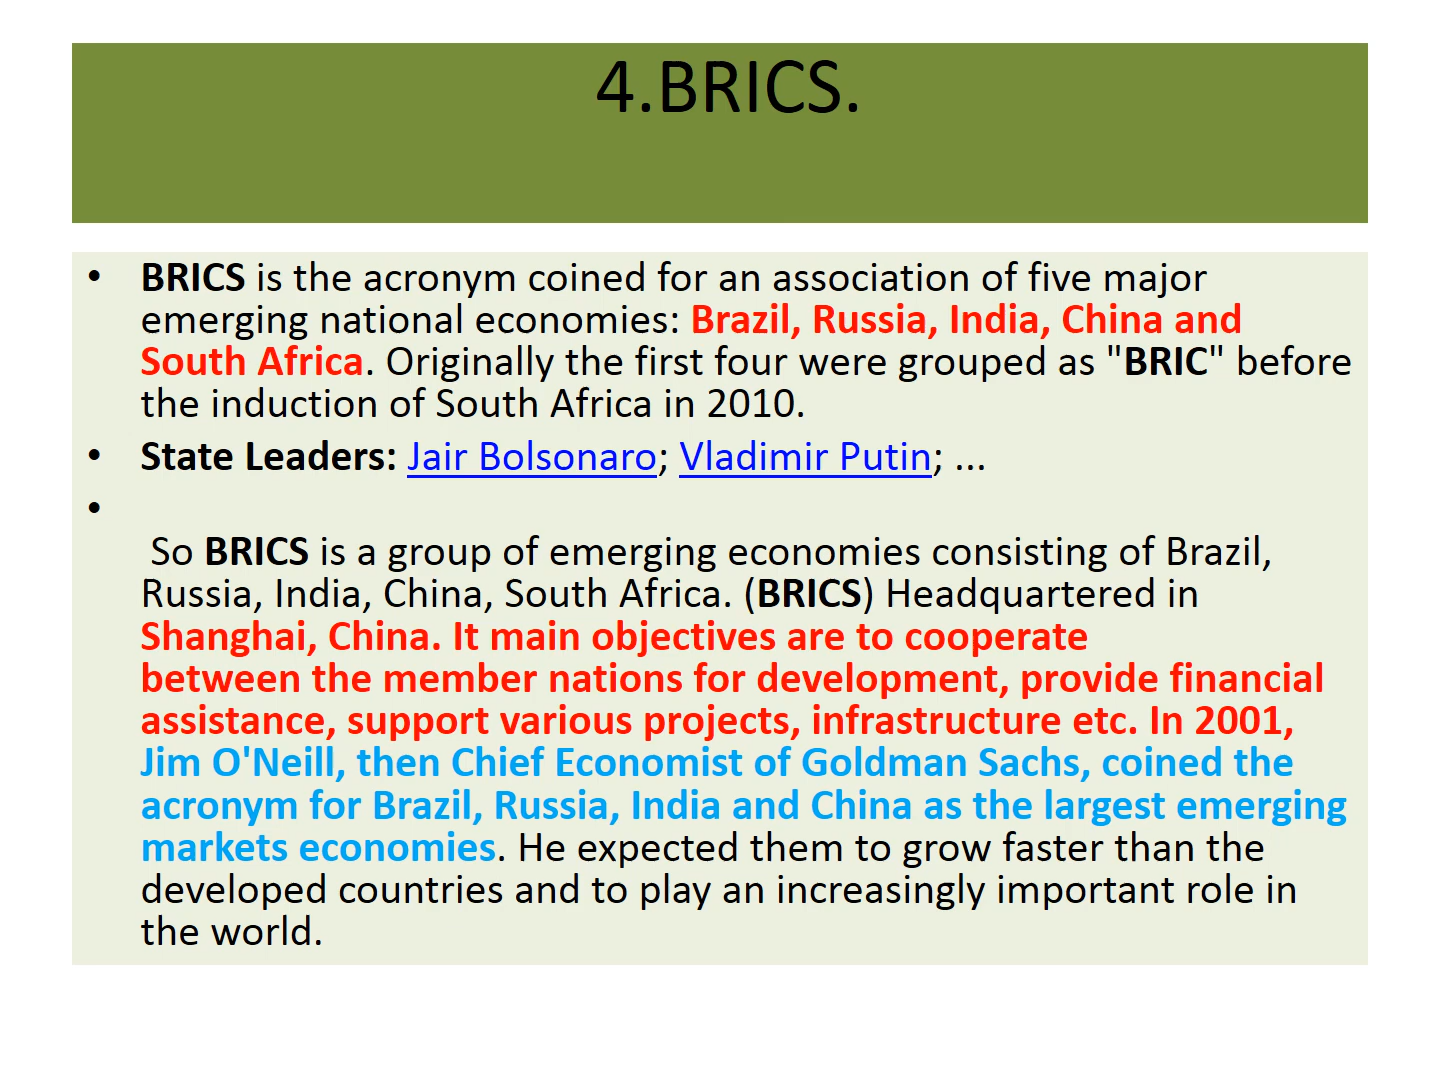 4.BRICS.
• BRICS is the acronym coined for an association of five major
emerging national economies: Brazil, Russia, India, China and
South Africa. Originally the first four were grouped as "BRIC" before
the induction of South Africa in 2010.
• State Leaders: Jair Bolsonaro; Vladimir Putin; ...
•
So BRICS is a group of emerging economies consisting of Brazil,
Russia, India, China, South Africa. (BRICS) Headquartered in
Shanghai, China. It main objectives are to cooperate
between the member nations for development, provide financial
assistance, support various projects, infrastructure etc. In 2001,
Jim O'Neill, then Chief Economist of Goldman Sachs, coined the
acronym for Brazil, Russia, India and China as the largest emerging
markets economies. He expected them to grow faster than the
developed countries and to play an increasingly important role in
the world.